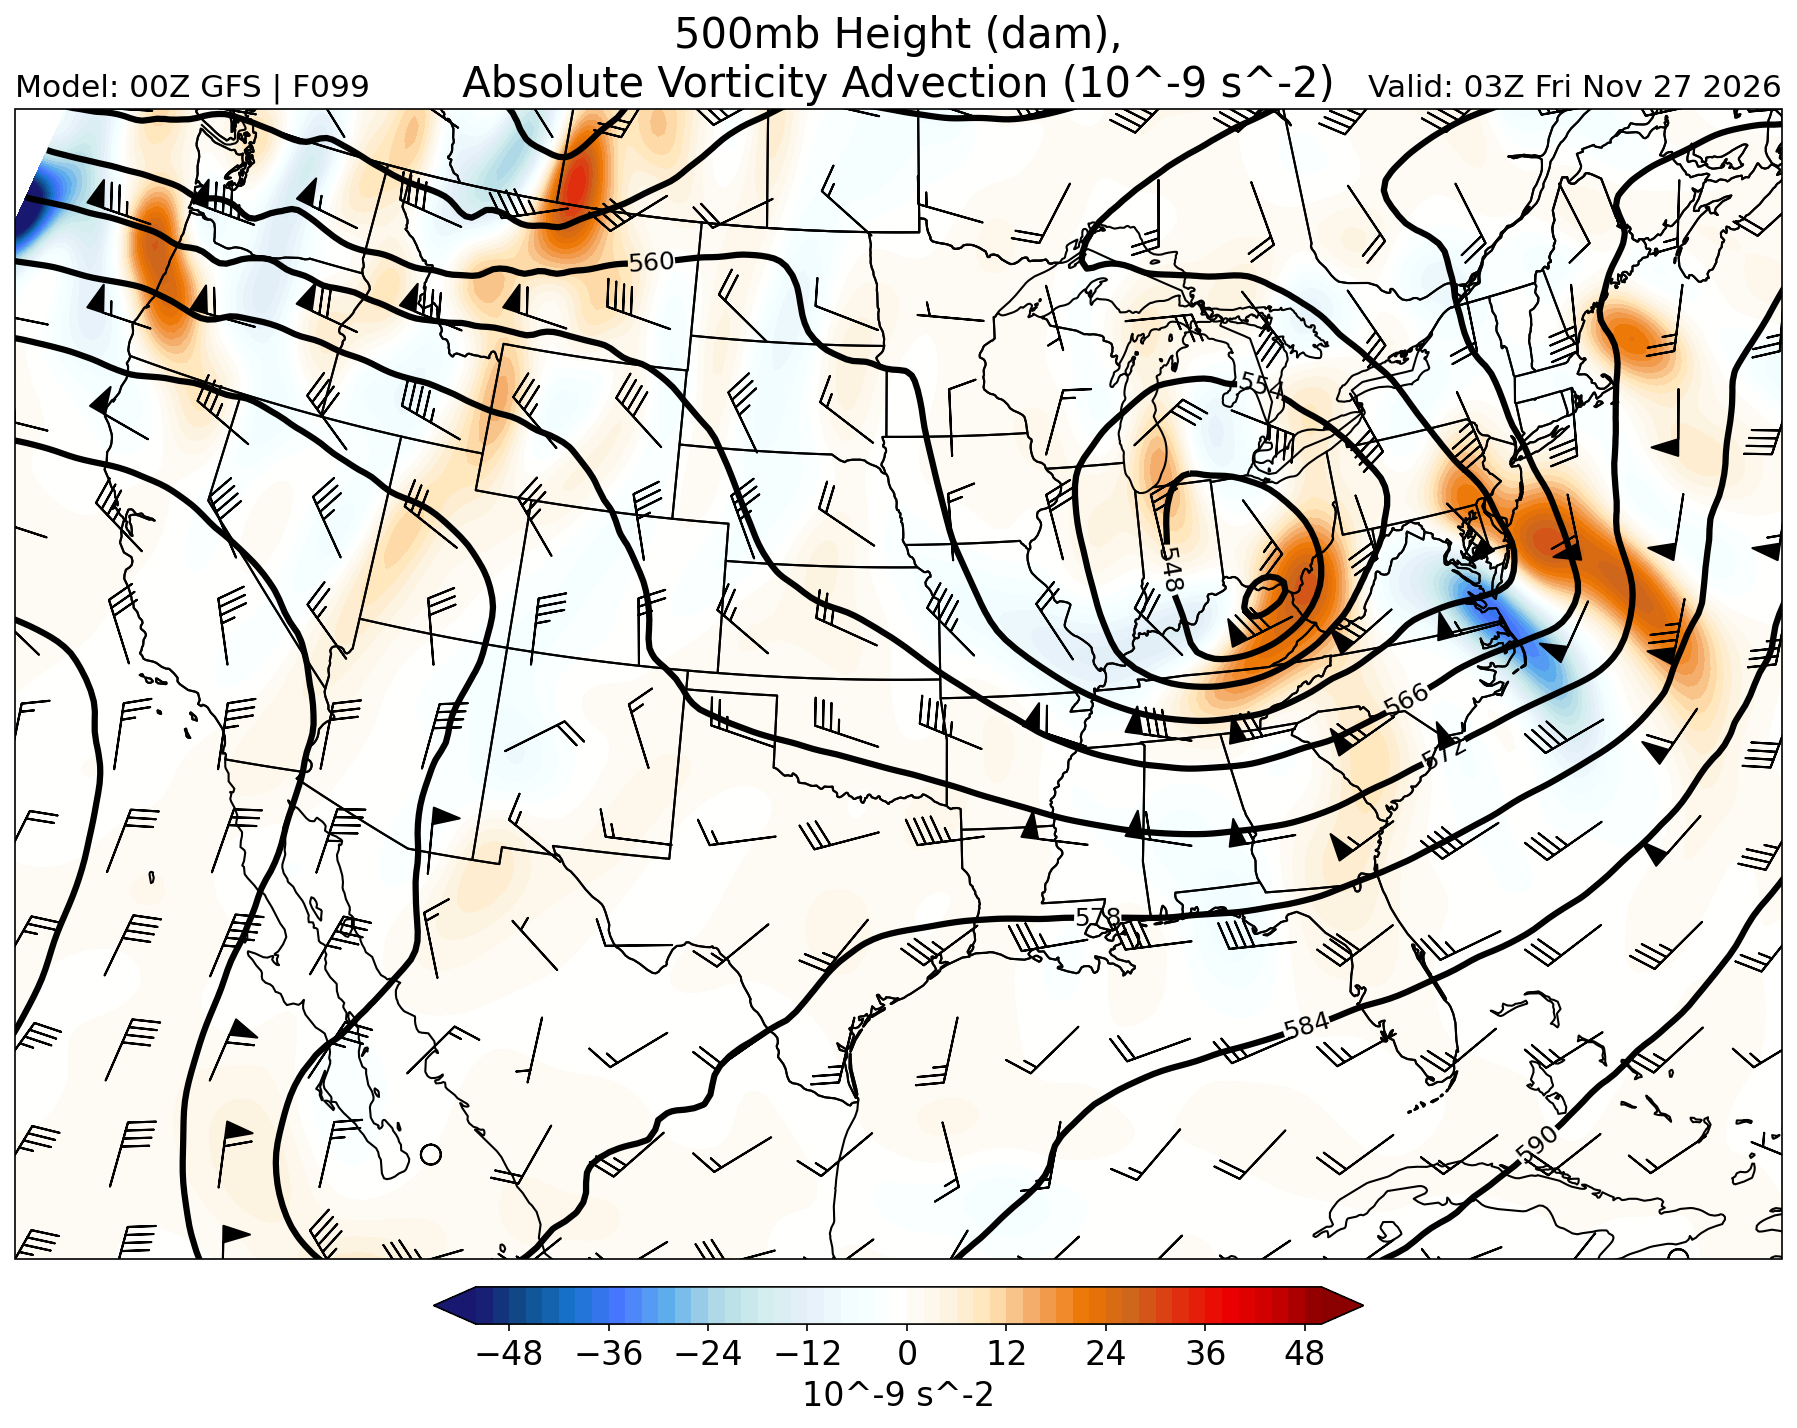 500mb Height (dam),
Model: 00Z GFS | F099
Absolute Vorticity Advection (10^-9 s^-2)
Valid: 03Z Fri Nov 27 2026
560
554
548
566
572
578
584
590
−48 −36 −24 −12 0 12 24 36 48
10^-9 s^-2